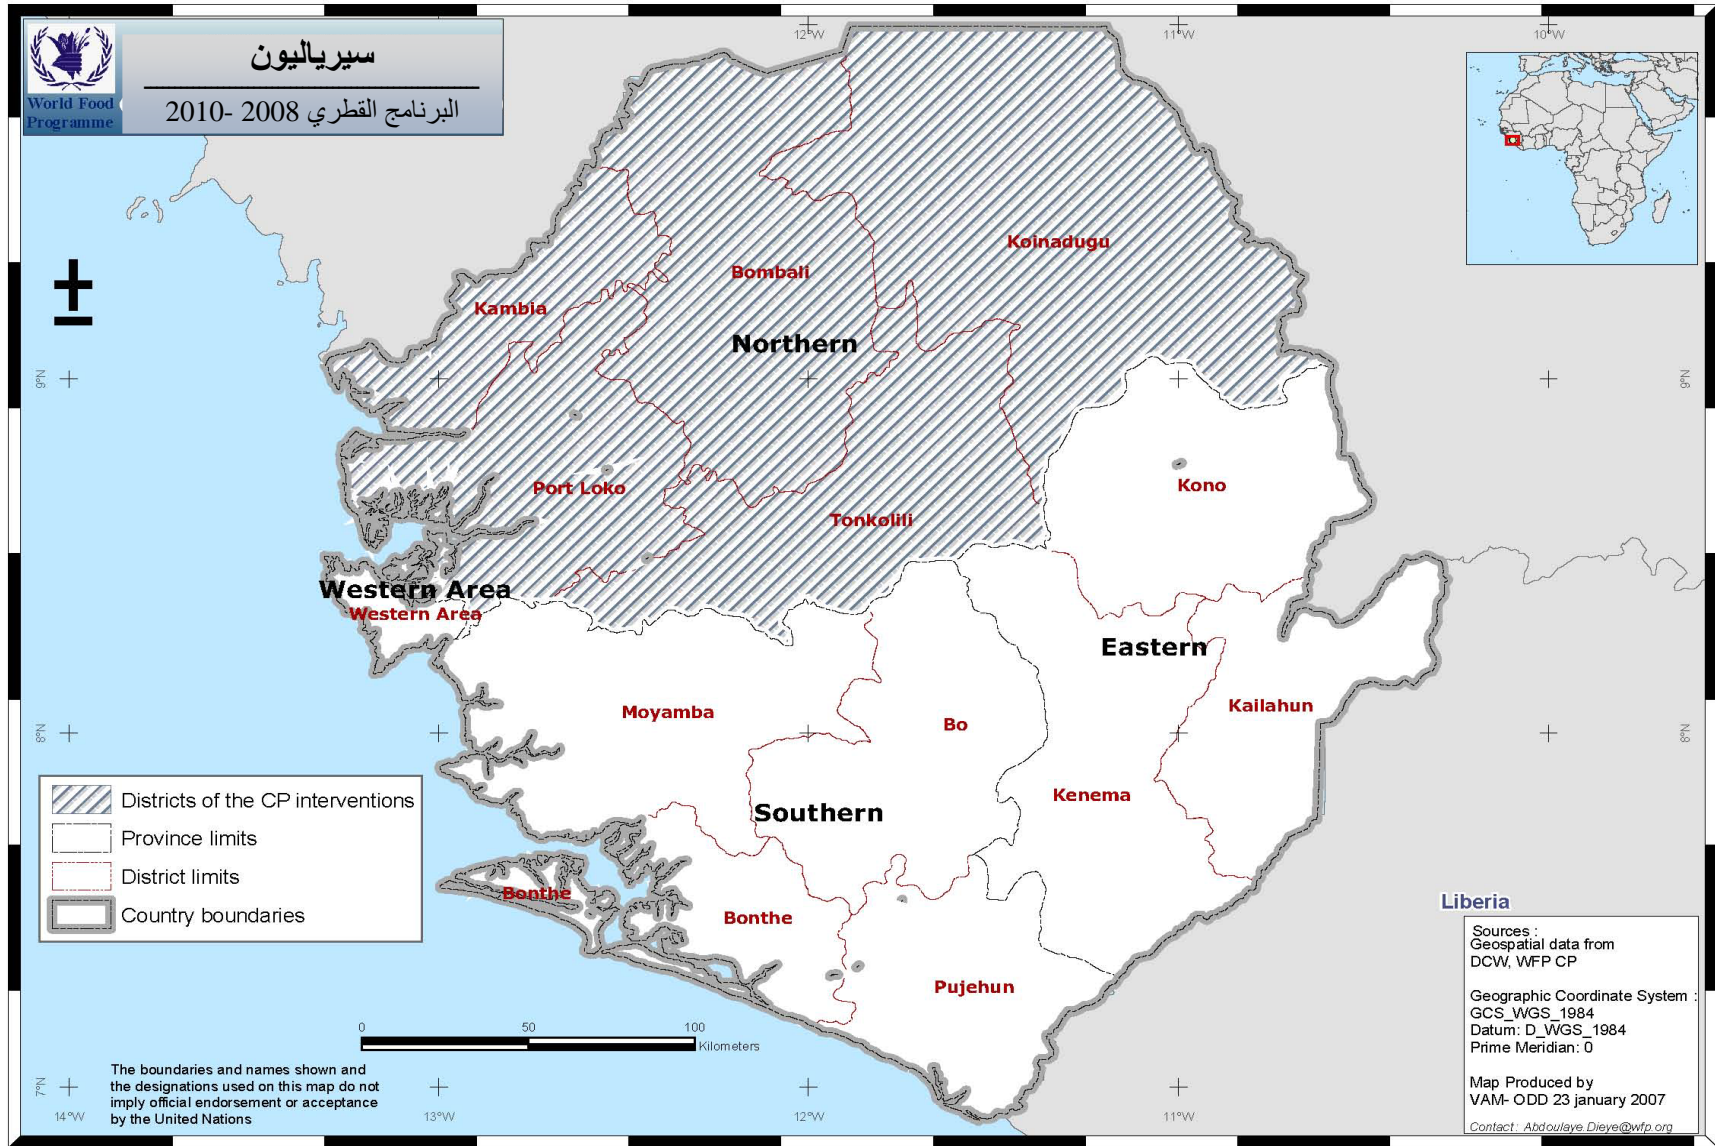 سيرياليون
البرنامج القطري 2008 -2010
World Food
Programme
12°W
11°W
10°W
9°N
9°N
Koinadugu
Bombali
Kambia
Northern
Port Loko
Tonkolili
Kono
Western Area
Western Area
Eastern
Moyamba
Bo
Kailahun
8°N
8°N
Kenema
Southern
Districts of the CP interventions
Province limits
District limits
Country boundaries
Bonthe
Bonthe
Pujehun
Liberia
Sources :
Geospatial data from
DCW, WFP CP
Geographic Coordinate System :
GCS_WGS_1984
Datum: D_WGS_1984
Prime Meridian: 0
Map Produced by
VAM- ODD 23 january 2007
Contact : Abdoulaye.Dieye@wfp.org
0 50 100
Kilometers
The boundaries and names shown and
the designations used on this map do not
imply official endorsement or acceptance
by the United Nations
7°N
14°W
13°W
12°W
11°W